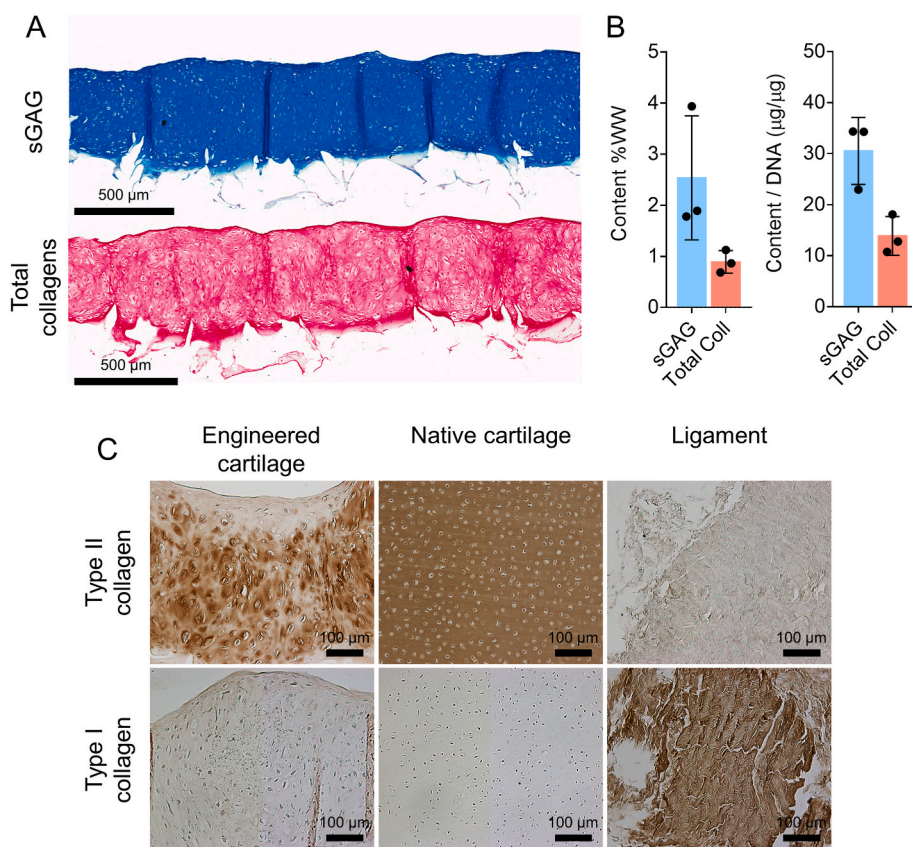 A
sGAG
500 µm
Total
collagens
500 µm
B
Content %WW
5
4
3
2
1
0
sGAG
Total Coll
Content / DNA (µg/µg)
50
40
30
20
10
0
sGAG
Total Coll
C
Engineered
cartilage
Native cartilage
Ligament
Type II
collagen
100 µm
100 µm
100 µm
Type I
collagen
100 µm
100 µm
100 µm